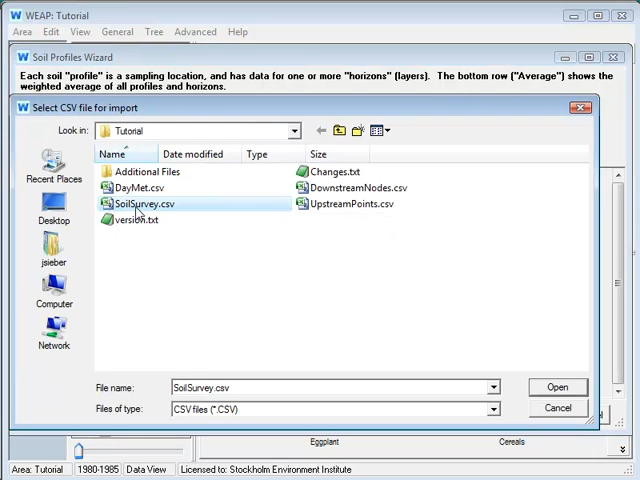 WEAP: Tutorial
Area Edit View General Tree Advanced Help
Soil Profiles Wizard
Each soil "profile" is a sampling location, and has data for one or more "horizons" (layers). The bottom row ("Average") shows the
weighted average of all profiles and horizons.
Select CSV file for import
Look in: Tutorial
Name Date modified Type Size
Recent Places
Desktop
jsieber
Computer
Network
Additional Files Changes.txt
DayMet.csv DownstreamNodes.csv
SoilSurvey.csv UpstreamPoints.csv
version.txt
File name: SoilSurvey.csv Open
Files of type: CSV files (*.CSV) Cancel
Eggplant Cereals
Area: Tutorial 1980-1985 Data View Licensed to: Stockholm Environment Institute